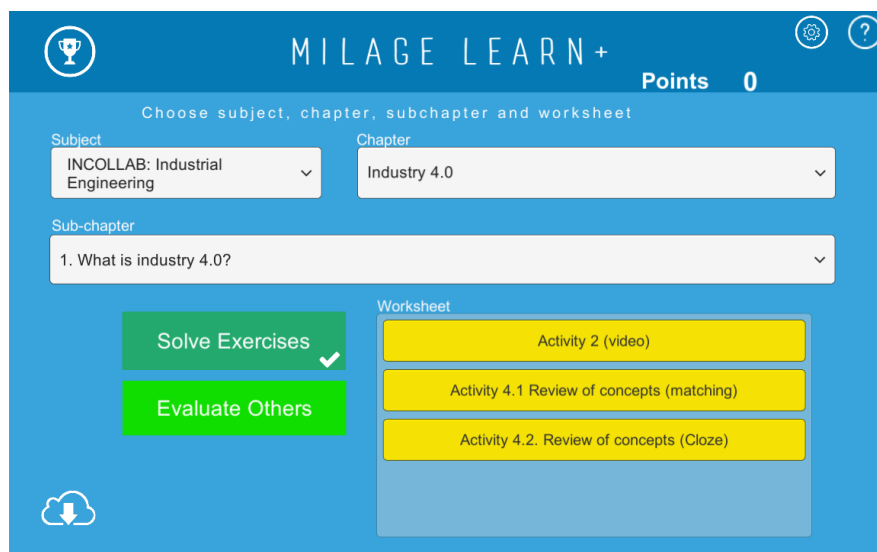 MILAGE LEARN+
Points 0
?
Choose subject, chapter, subchapter and worksheet
Subject
INCOLLAB: Industrial
Engineering
Chapter
Industry 4.0
Sub-chapter
1. What is industry 4.0?
Solve Exercises
Evaluate Others
Worksheet
Activity 2 (video)
Activity 4.1 Review of concepts (matching)
Activity 4.2. Review of concepts (Cloze)